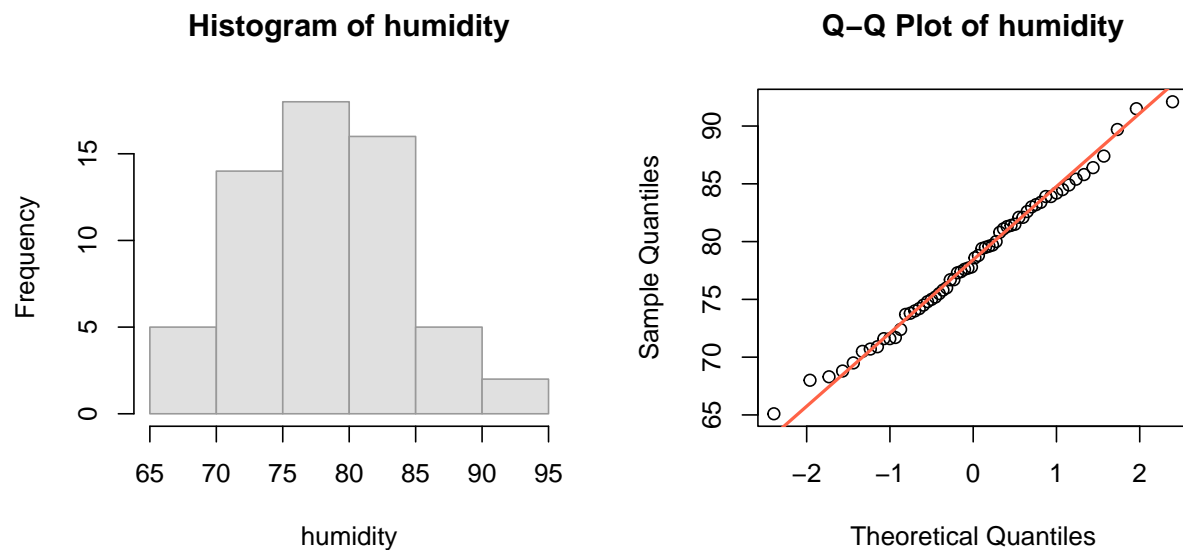 Histogram of humidity
Frequency
15
10
5
0
65 70 75 80 85 90 95
humidity
Q−Q Plot of humidity
Sample Quantiles
90
85
80
75
70
65
−2 −1 0 1 2
Theoretical Quantiles